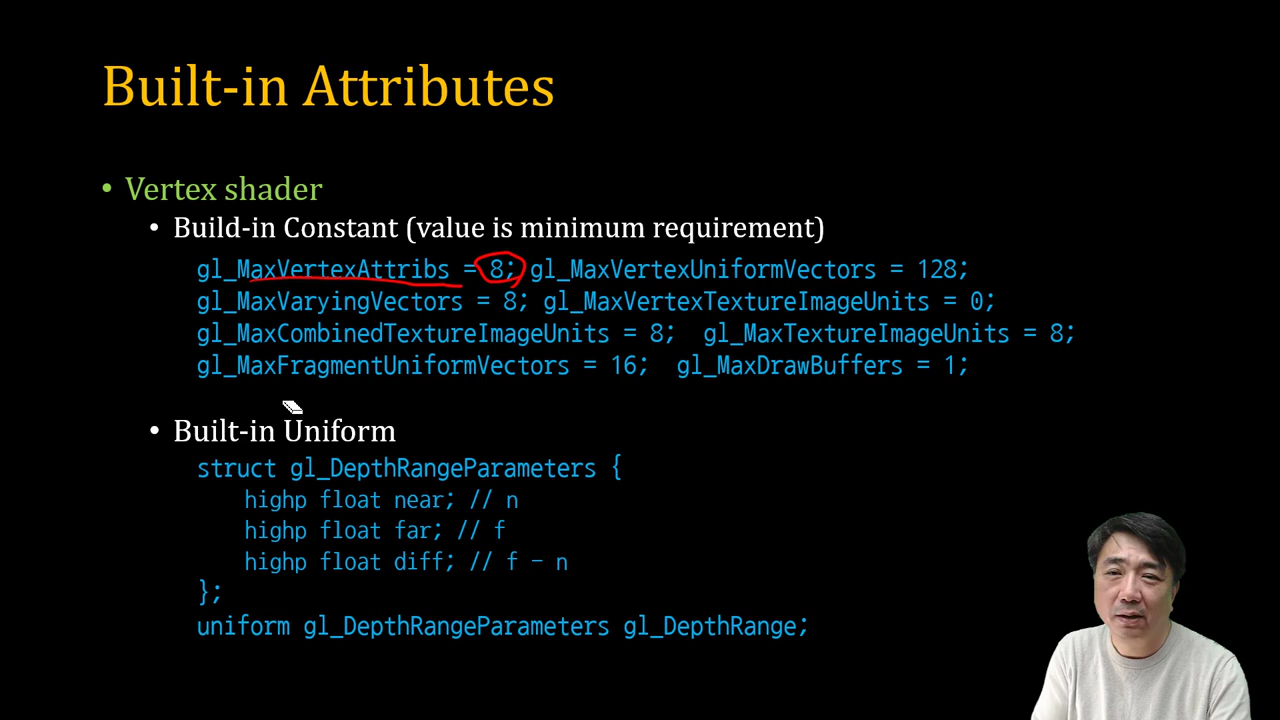 Built-in Attributes
• Vertex shader
• Build-in Constant (value is minimum requirement)
gl_MaxVertexAttribs = 8; gl_MaxVertexUniformVectors = 128;
gl_MaxVaryingVectors = 8; gl_MaxVertexTextureImageUnits = 0;
gl_MaxCombinedTextureImageUnits = 8; gl_MaxTextureImageUnits = 8;
gl_MaxFragmentUniformVectors = 16; gl_MaxDrawBuffers = 1;
• Built-in Uniform
struct gl_DepthRangeParameters {
highp float near; // n
highp float far; // f
highp float diff; // f − n
};
uniform gl_DepthRangeParameters gl_DepthRange;